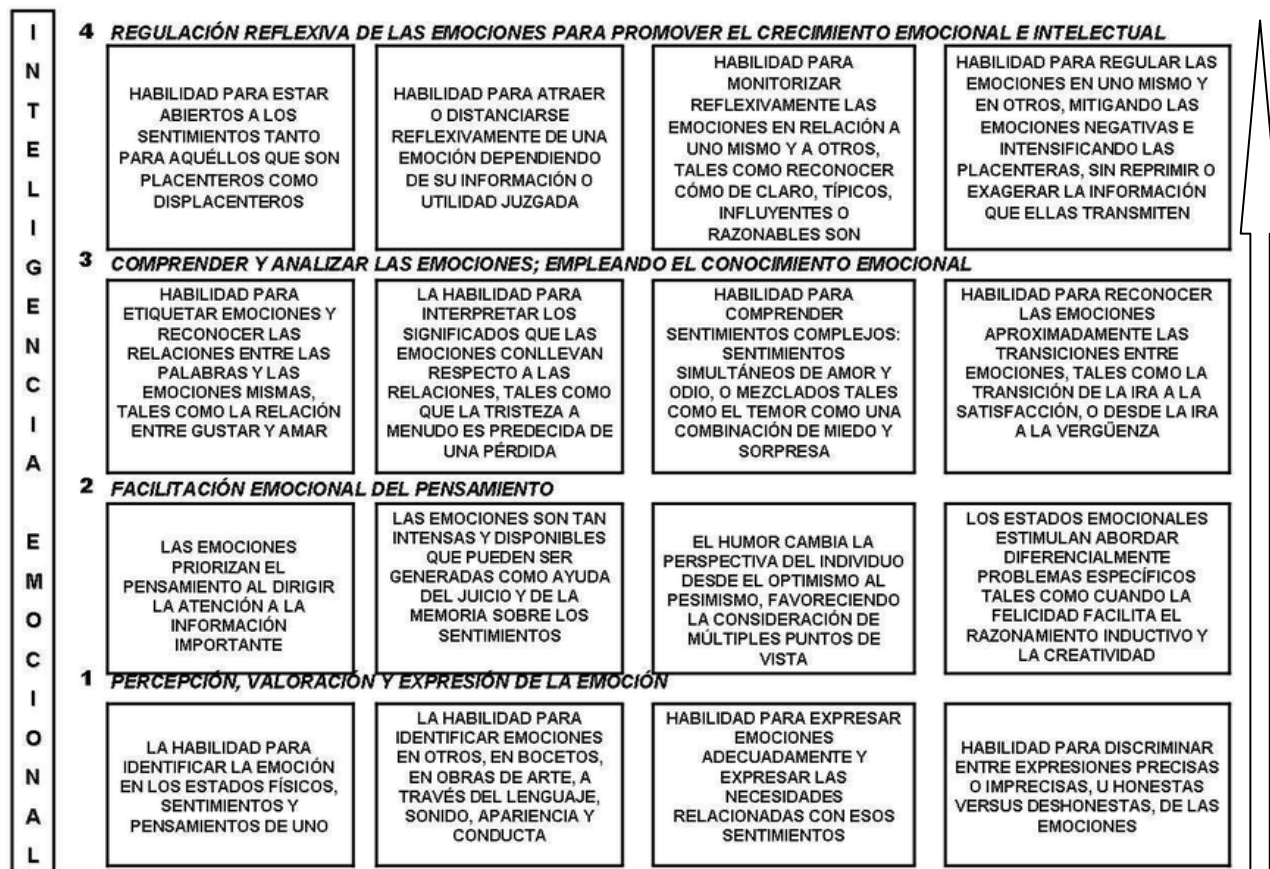 INTELIGENCIA EMOCIONAL
4 REGULACIÓN REFLEXIVA DE LAS EMOCIONES PARA PROMOVER EL CRECIMIENTO EMOCIONAL E INTELECTUAL
HABILIDAD PARA ESTAR
ABIERTOS A LOS
SENTIMIENTOS TANTO
PARA AQUÉLLOS QUE SON
PLACENTEROS COMO
DISPLACENTEROS
HABILIDAD PARA ATRAER
O DISTANCIARSE
REFLEXIVAMENTE DE UNA
EMOCIÓN DEPENDIENDO
DE SU INFORMACIÓN O
UTILIDAD JUZGADA
HABILIDAD PARA
MONITORIZAR
REFLEXIVAMENTE LAS
EMOCIONES EN RELACIÓN A
UNO MISMO Y A OTROS,
TALES COMO RECONOCER
CÓMO DE CLARO, TÍPICOS,
INFLUYENTES O
RAZONABLES SON
HABILIDAD PARA REGULAR LAS
EMOCIONES EN UNO MISMO Y
EN OTROS, MITIGANDO LAS
EMOCIONES NEGATIVAS E
INTENSIFICANDO LAS
PLACENTERAS, SIN REPRIMIR O
EXAGERAR LA INFORMACIÓN
QUE ELLAS TRANSMITEN
3 COMPRENDER Y ANALIZAR LAS EMOCIONES; EMPLEANDO EL CONOCIMIENTO EMOCIONAL
HABILIDAD PARA
ETIQUETAR EMOCIONES Y
RECONOCER LAS
RELACIONES ENTRE LAS
PALABRAS Y LAS
EMOCIONES MISMAS,
TALES COMO LA RELACIÓN
ENTRE GUSTAR Y AMAR
LA HABILIDAD PARA
INTERPRETAR LOS
SIGNIFICADOS QUE LAS
EMOCIONES CONLLEVAN
RESPECTO A LAS
RELACIONES, TALES COMO
QUE LA TRISTEZA A
MENUDO ES PREDECIDA DE
UNA PÉRDIDA
HABILIDAD PARA
COMPRENDER
SENTIMIENTOS COMPLEJOS:
SENTIMIENTOS
SIMULTÁNEOS DE AMOR Y
ODIO, O MEZCLADOS TALES
COMO EL TEMOR COMO UNA
COMBINACIÓN DE MIEDO Y
SORPRESA
HABILIDAD PARA RECONOCER
LAS EMOCIONES
APROXIMADAMENTE LAS
TRANSICIONES ENTRE
EMOCIONES, TALES COMO LA
TRANSICIÓN DE LA IRA A LA
SATISFACCIÓN, O DESDE LA IRA
A LA VERGÜENZA
2 FACILITACIÓN EMOCIONAL DEL PENSAMIENTO
LAS EMOCIONES
PRIORIZAN EL
PENSAMIENTO AL DIRIGIR
LA ATENCIÓN A LA
INFORMACIÓN
IMPORTANTE
LAS EMOCIONES SON TAN
INTENSAS Y DISPONIBLES
QUE PUEDEN SER
GENERADAS COMO AYUDA
DEL JUICIO Y DE LA
MEMORIA SOBRE LOS
SENTIMIENTOS
EL HUMOR CAMBIA LA
PERSPECTIVA DEL INDIVIDUO
DESDE EL OPTIMISMO AL
PESIMISMO, FAVORECIENDO
LA CONSIDERACIÓN DE
MÚLTIPLES PUNTOS DE
VISTA
LOS ESTADOS EMOCIONALES
ESTIMULAN ABORDAR
DIFERENCIALMENTE
PROBLEMAS ESPECÍFICOS
TALES COMO CUANDO LA
FELICIDAD FACILITA EL
RAZONAMIENTO INDUCTIVO Y
LA CREATIVIDAD
1 PERCEPCIÓN, VALORACIÓN Y EXPRESIÓN DE LA EMOCIÓN
LA HABILIDAD PARA
IDENTIFICAR LA EMOCIÓN
EN LOS ESTADOS FÍSICOS,
SENTIMIENTOS Y
PENSAMIENTOS DE UNO
LA HABILIDAD PARA
IDENTIFICAR EMOCIONES
EN OTROS, EN BOCETOS,
EN OBRAS DE ARTE, A
TRAVÉS DEL LENGUAJE,
SONIDO, APARIENCIA Y
CONDUCTA
HABILIDAD PARA EXPRESAR
EMOCIONES
ADECUADAMENTE Y
EXPRESAR LAS
NECESIDADES
RELACIONADAS CON ESOS
SENTIMIENTOS
HABILIDAD PARA DISCRIMINAR
ENTRE EXPRESIONES PRECISAS
O IMPRECISAS, U HONESTAS
VERSUS DESHONESTAS, DE LAS
EMOCIONES